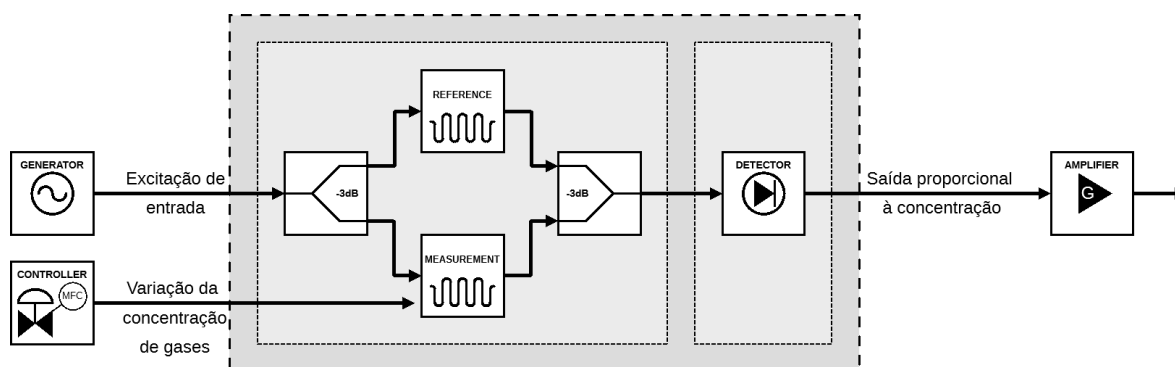 REFERENCE
GENERATOR
Excitação de
entrada
-3dB
-3dB
DETECTOR
Saída proporcional
à concentração
AMPLIFIER
G
CONTROLLER
MFC
Variação da
concentração
de gases
MEASUREMENT